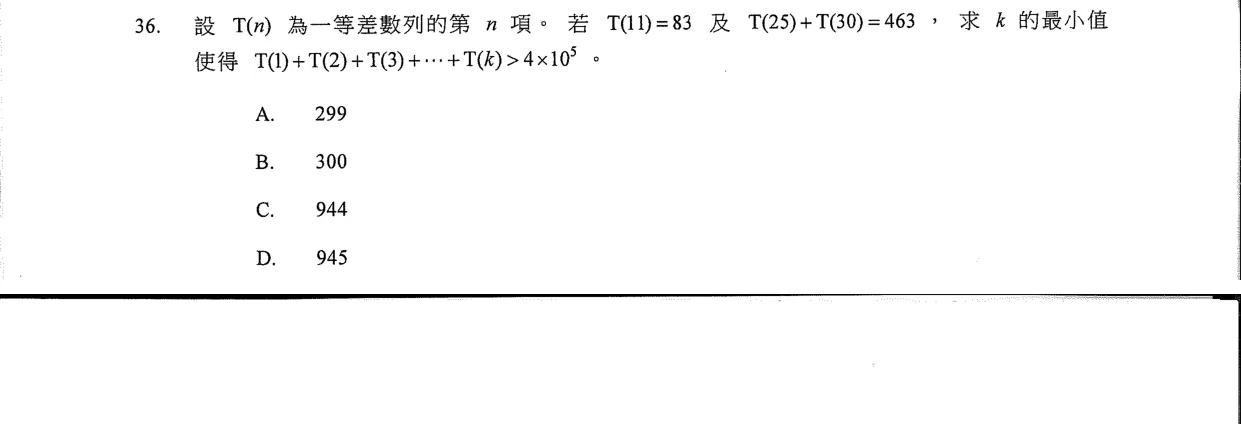 36. 設 T(n) 為一等差數列的第 n 項。 若 T(11)=83 及 T(25)+T(30)=463 , 求 k 的最小值
使得 T(1)+T(2)+T(3)+⋯+T(k)>4×10⁵ 。
A. 299
B. 300
C. 944
D. 945